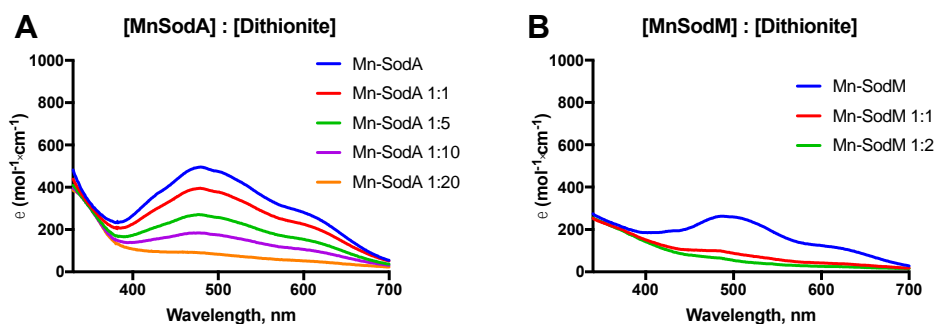 A
[MnSodA] : [Dithionite]
1000
800
600
400
200
0
400
500
600
700
Wavelength, nm
e (mol-1×cm-1)
Mn-SodA
Mn-SodA 1:1
Mn-SodA 1:5
Mn-SodA 1:10
Mn-SodA 1:20
B
[MnSodM] : [Dithionite]
1000
800
600
400
200
0
400
500
600
700
Wavelength, nm
e (mol-1×cm-1)
Mn-SodM
Mn-SodM 1:1
Mn-SodM 1:2